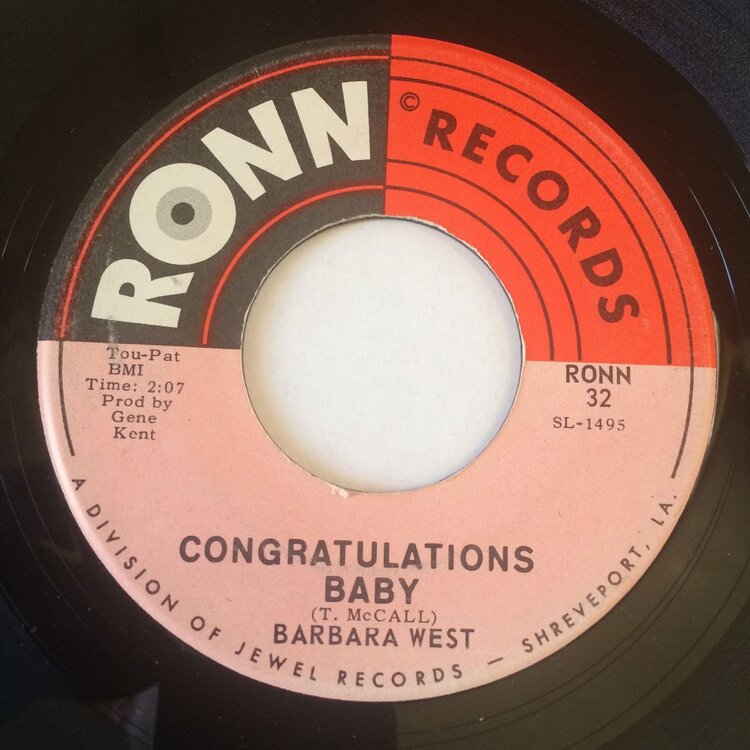 RONN
© RECORDS
Tou-Pat
BMI
Time: 2:07
Prod by
Gene
Kent
RONN
32
SL-1495
CONGRATULATIONS
BABY
(T. McCALL)
BARBARA WEST
A DIVISION OF JEWEL RECORDS — SHREVEPORT, LA.